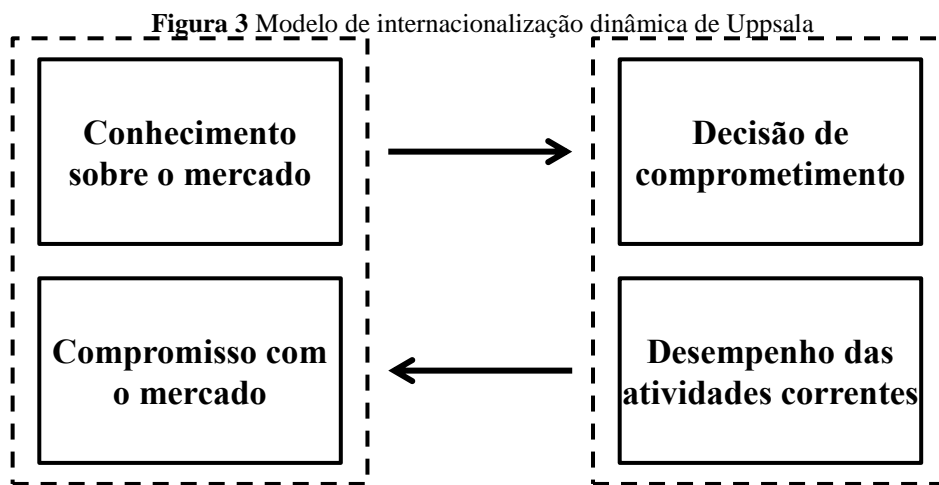 Figura 3 Modelo de internacionalização dinâmica de Uppsala
Conhecimento
sobre o mercado
Decisão de
comprometimento
Compromisso com
o mercado
Desempenho das
atividades correntes